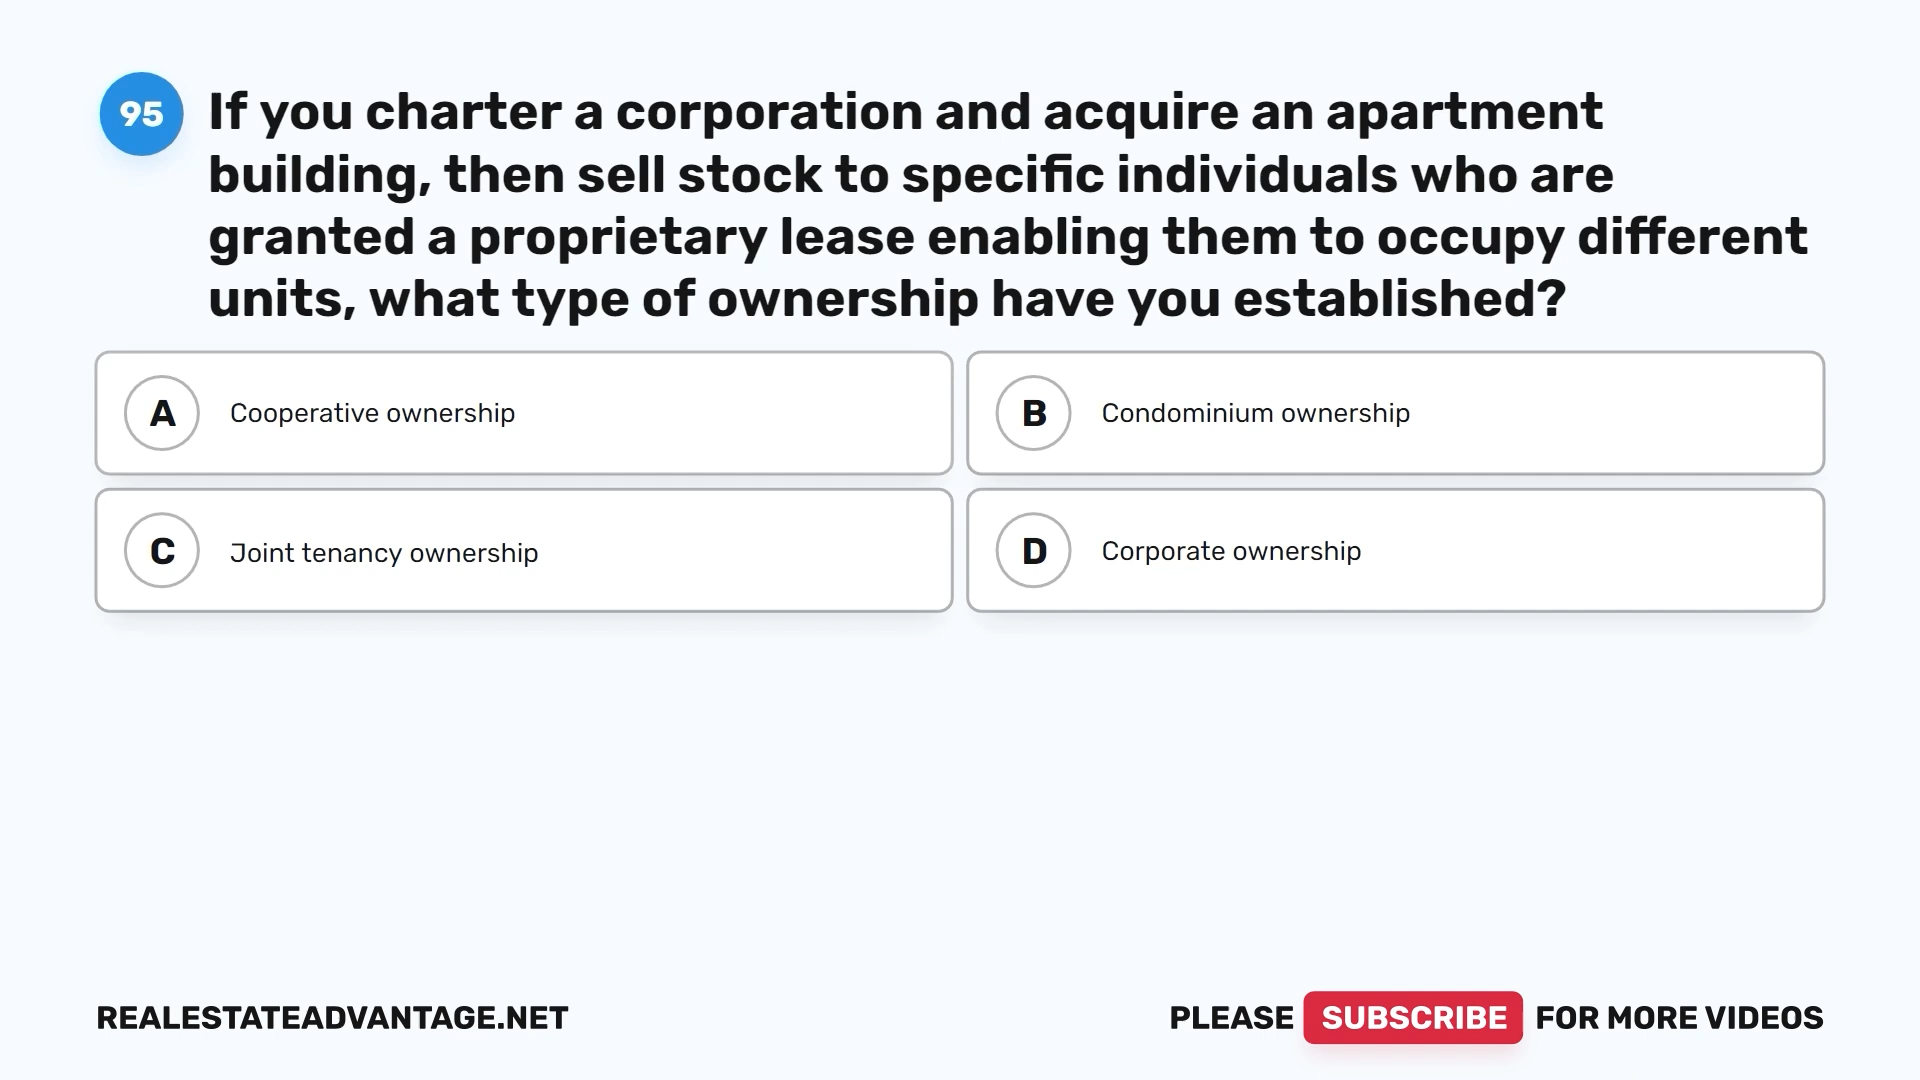 95
If you charter a corporation and acquire an apartment
building, then sell stock to specific individuals who are
granted a proprietary lease enabling them to occupy different
units, what type of ownership have you established?
A Cooperative ownership
B Condominium ownership
C Joint tenancy ownership
D Corporate ownership
REALESTATEADVANTAGE.NET
PLEASE SUBSCRIBE FOR MORE VIDEOS